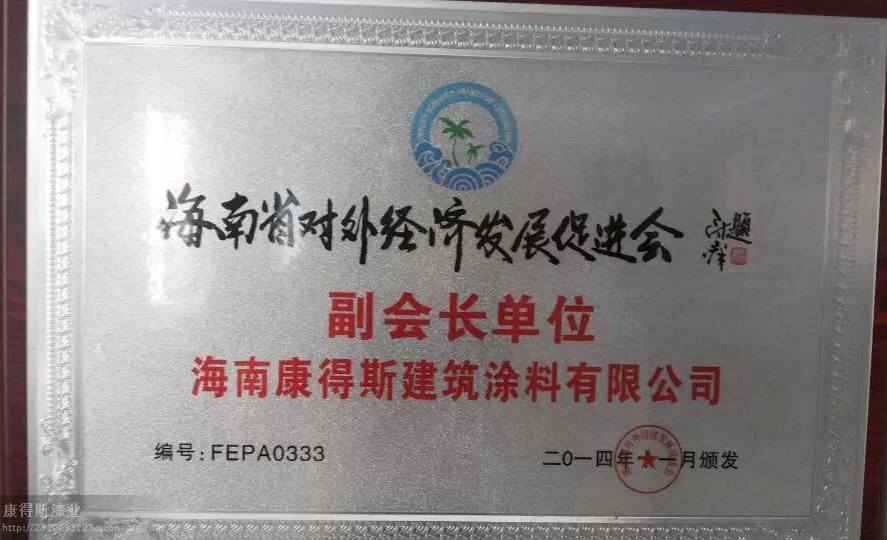 海南省对外经济发展促进会
副会长单位
海南康得斯建筑涂料有限公司
编号:FEPA0333
二0一四年十一月颁发
康得斯漆业